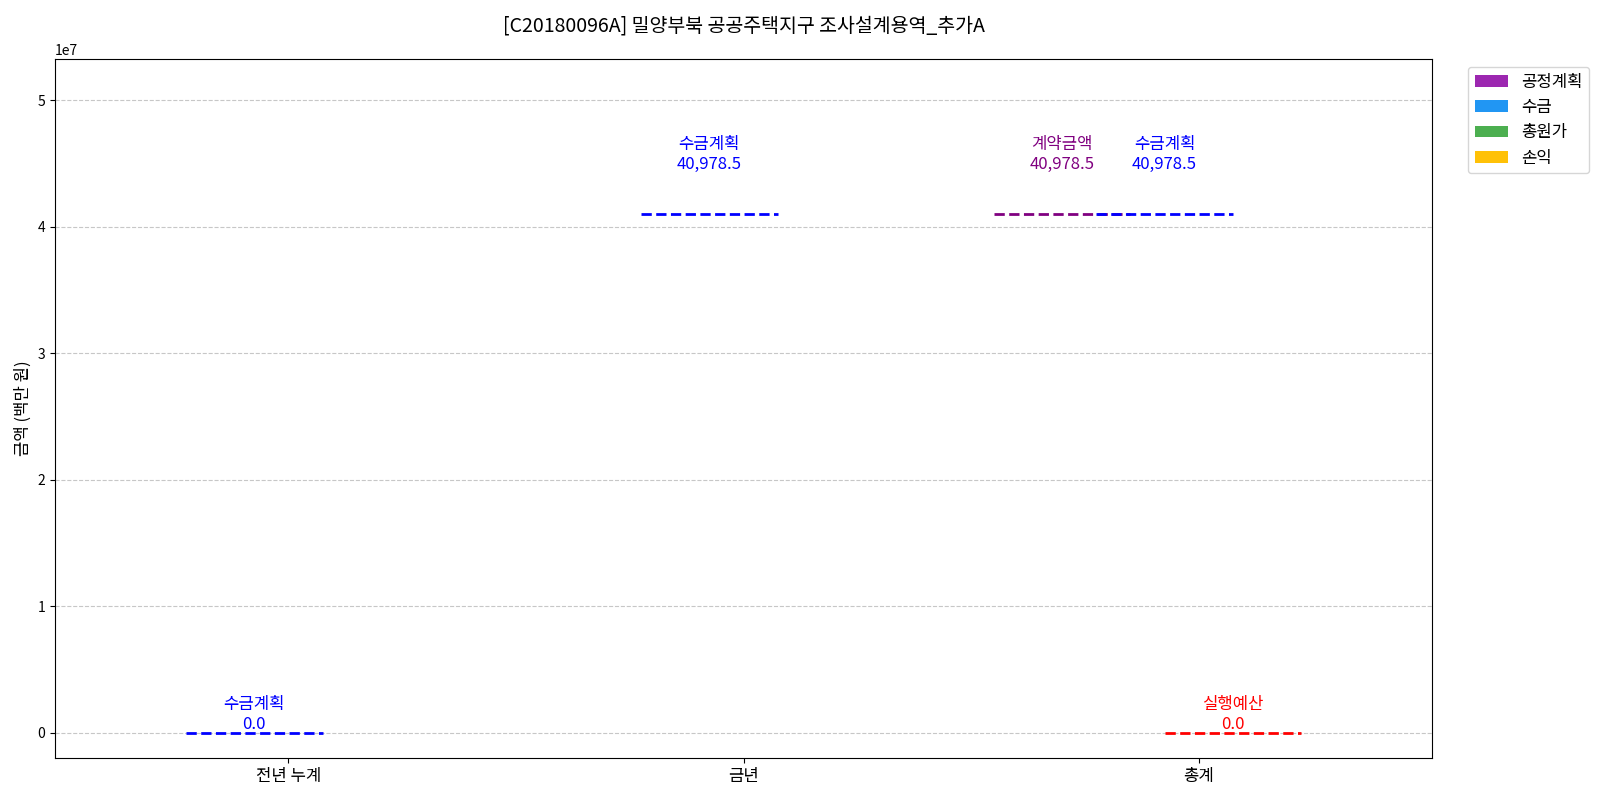 [C20180096A] 밀양부북 공공주택지구 조사설계용역_추가A
1e7
공정계획
수금
총원가
손익
금액 (백만 원)
5
4
3
2
1
0
수금계획
40,978.5
계약금액
40,978.5
수금계획
40,978.5
수금계획
0.0
실행예산
0.0
전년 누계
금년
총계